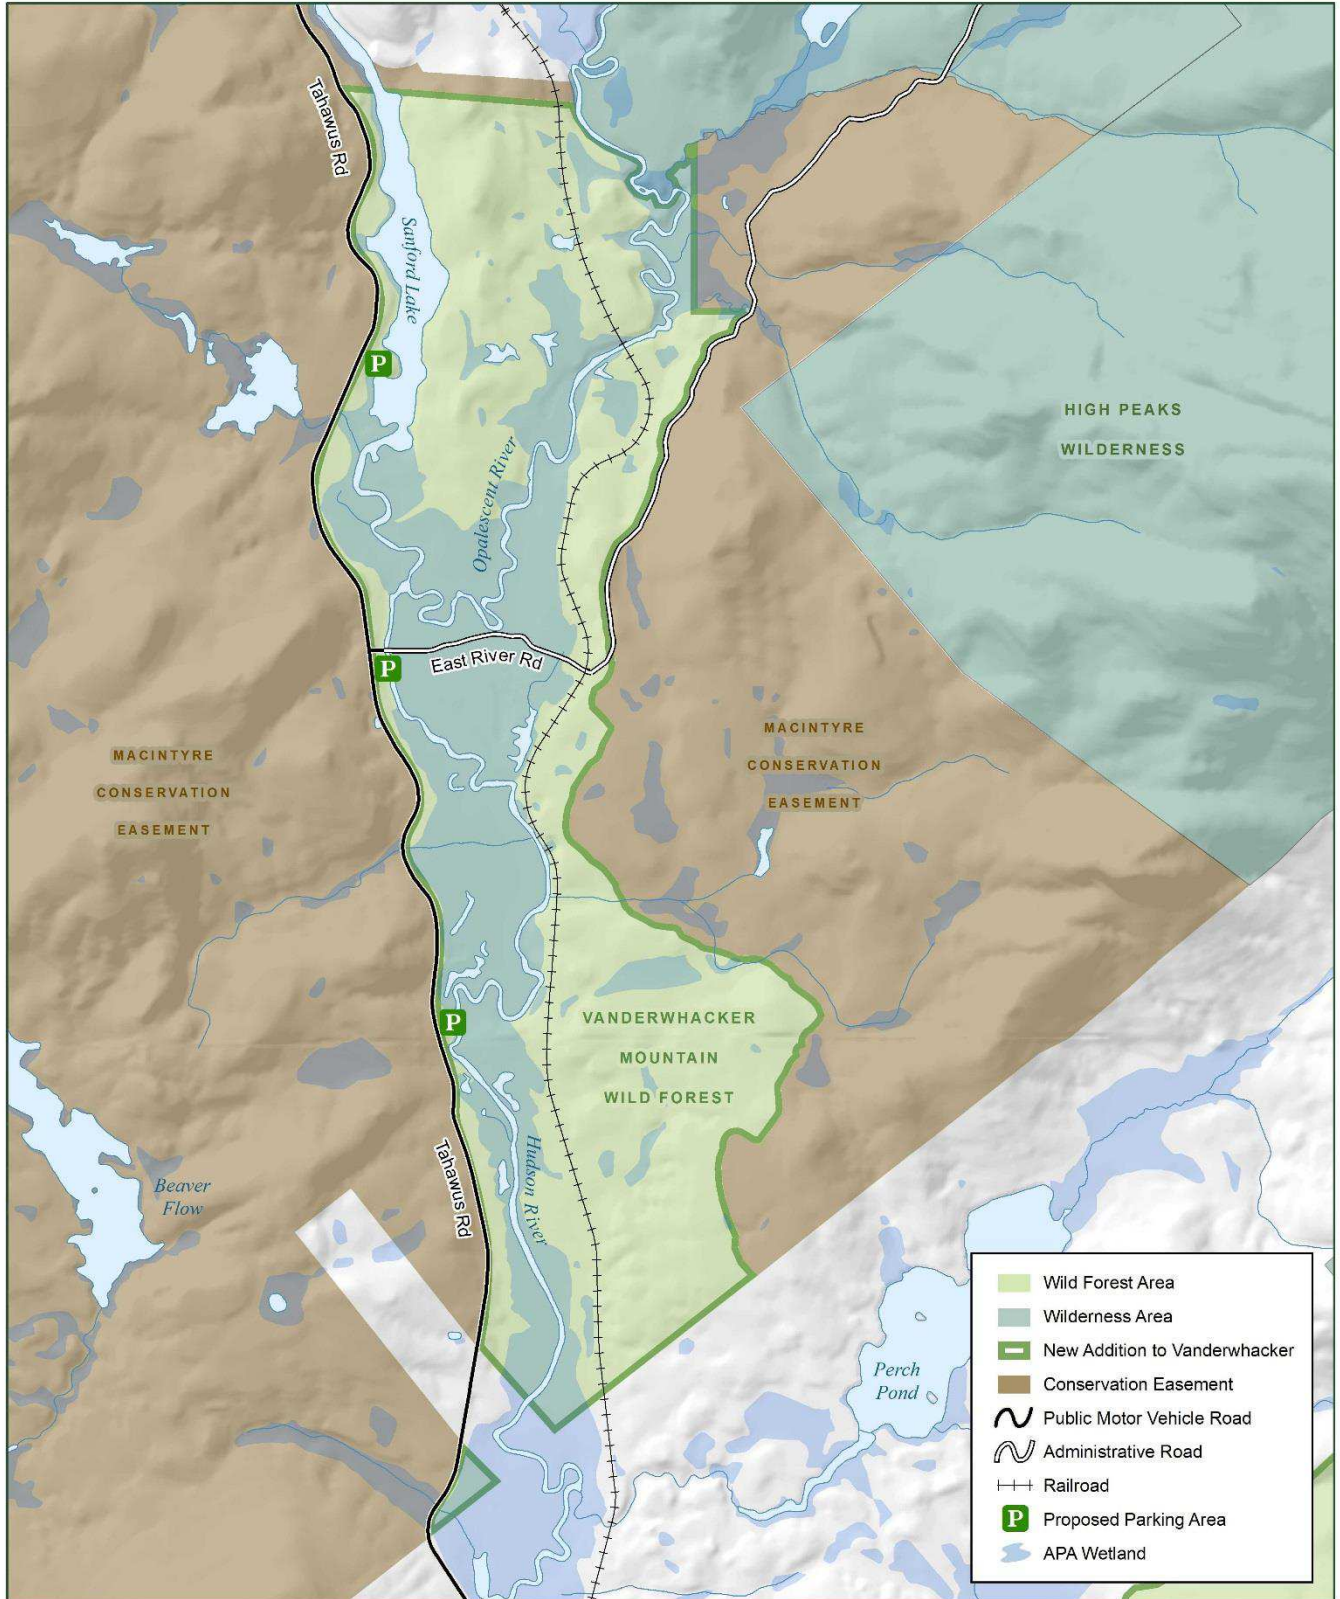 Tahawus Rd
Sanford Lake
HIGH PEAKS
WILDERNESS
Opalescent River
P
East River Rd
P
MACINTYRE
CONSERVATION
EASEMENT
MACINTYRE
CONSERVATION
EASEMENT
P
VANDERWHACKER
MOUNTAIN
WILD FOREST
Tahawus Rd
Hudson River
Beaver
Flow
Perch
Pond
Wild Forest Area
Wilderness Area
New Addition to Vanderwhacker
Conservation Easement
Public Motor Vehicle Road
Administrative Road
Railroad
P Proposed Parking Area
APA Wetland